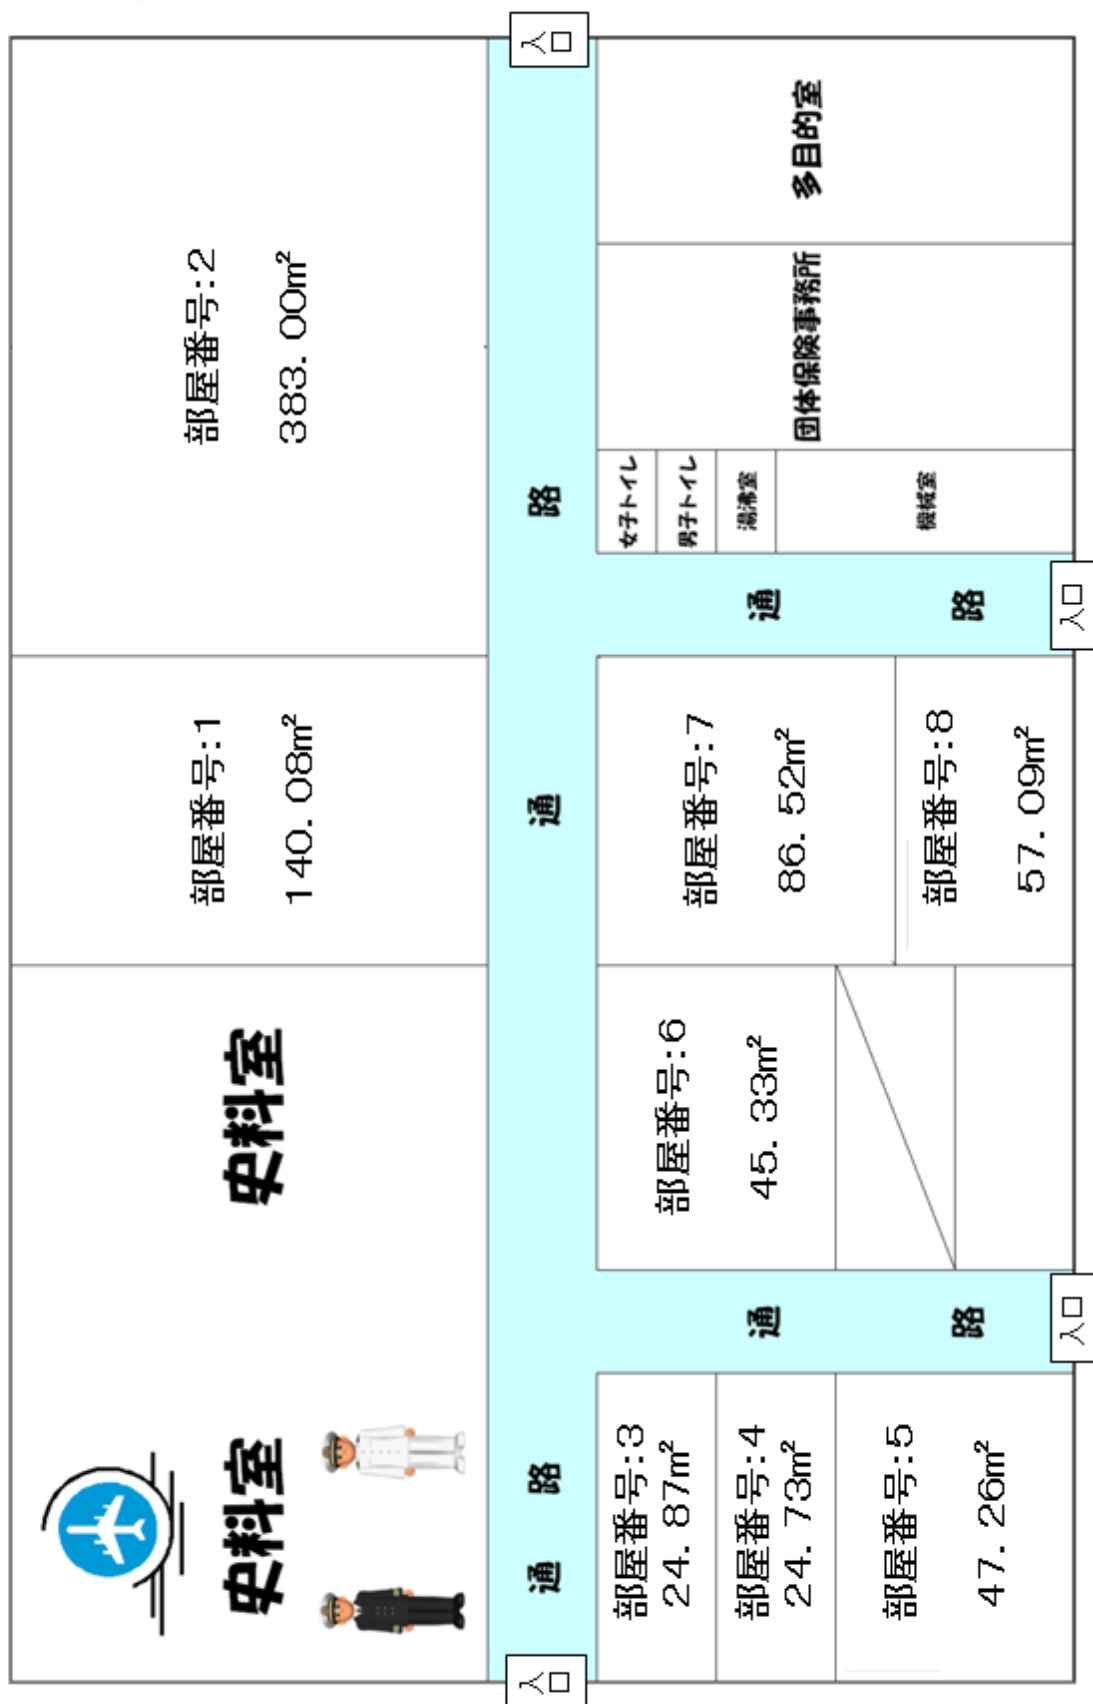 史料室
史料室
部屋番号:1
140.08㎡
部屋番号:2
383.00㎡
入口
通路
通路
入口
部屋番号:3
24.87㎡
部屋番号:4
24.73㎡
部屋番号:5
47.26㎡
通路
入口
部屋番号:6
45.33㎡
部屋番号:7
86.52㎡
部屋番号:8
57.09㎡
通路
入口
女子トイレ
男子トイレ
湯沸室
機械室
団体保険事務所
多目的室